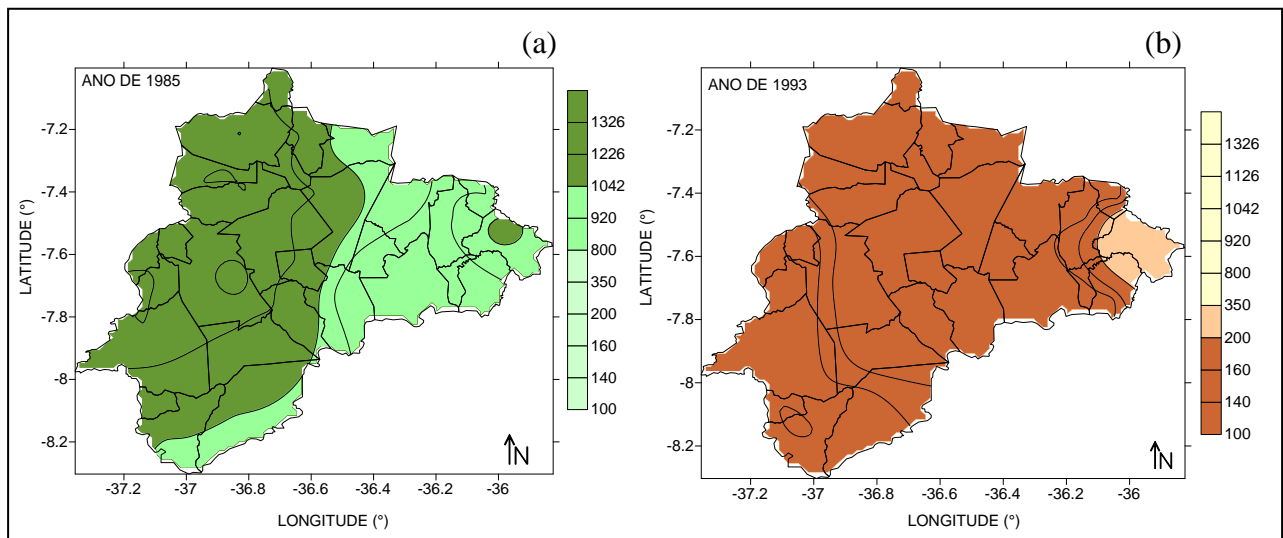 (a)
ANO DE 1985
LATITUDE (°)
-7.2
-7.4
-7.6
-7.8
-8
-8.2
-37.2 -37 -36.8 -36.6 -36.4 -36.2 -36
LONGITUDE (°)
N
1326
1226
1042
920
800
350
200
160
140
100
(b)
ANO DE 1993
LATITUDE (°)
-7.2
-7.4
-7.6
-7.8
-8
-8.2
-37.2 -37 -36.8 -36.6 -36.4 -36.2 -36
LONGITUDE (°)
N
1326
1126
1042
920
800
350
200
160
140
100